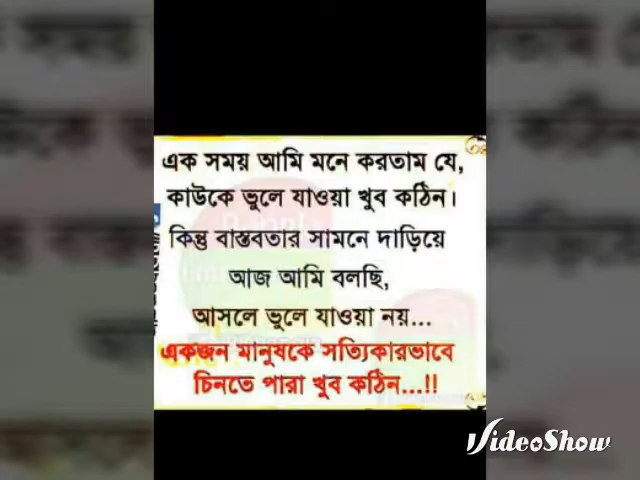 এক সময় আমি মনে করতাম যে,
কাউকে ভুলে যাওয়া খুব কঠিন।
কিন্তু বাস্তবতার সামনে দাড়িয়ে
আজ আমি বলছি,
আসলে ভুলে যাওয়া নয়...
একজন মানুষকে সত্যিকারভাবে
চিনতে পারা খুব কঠিন...!!
VideoShow